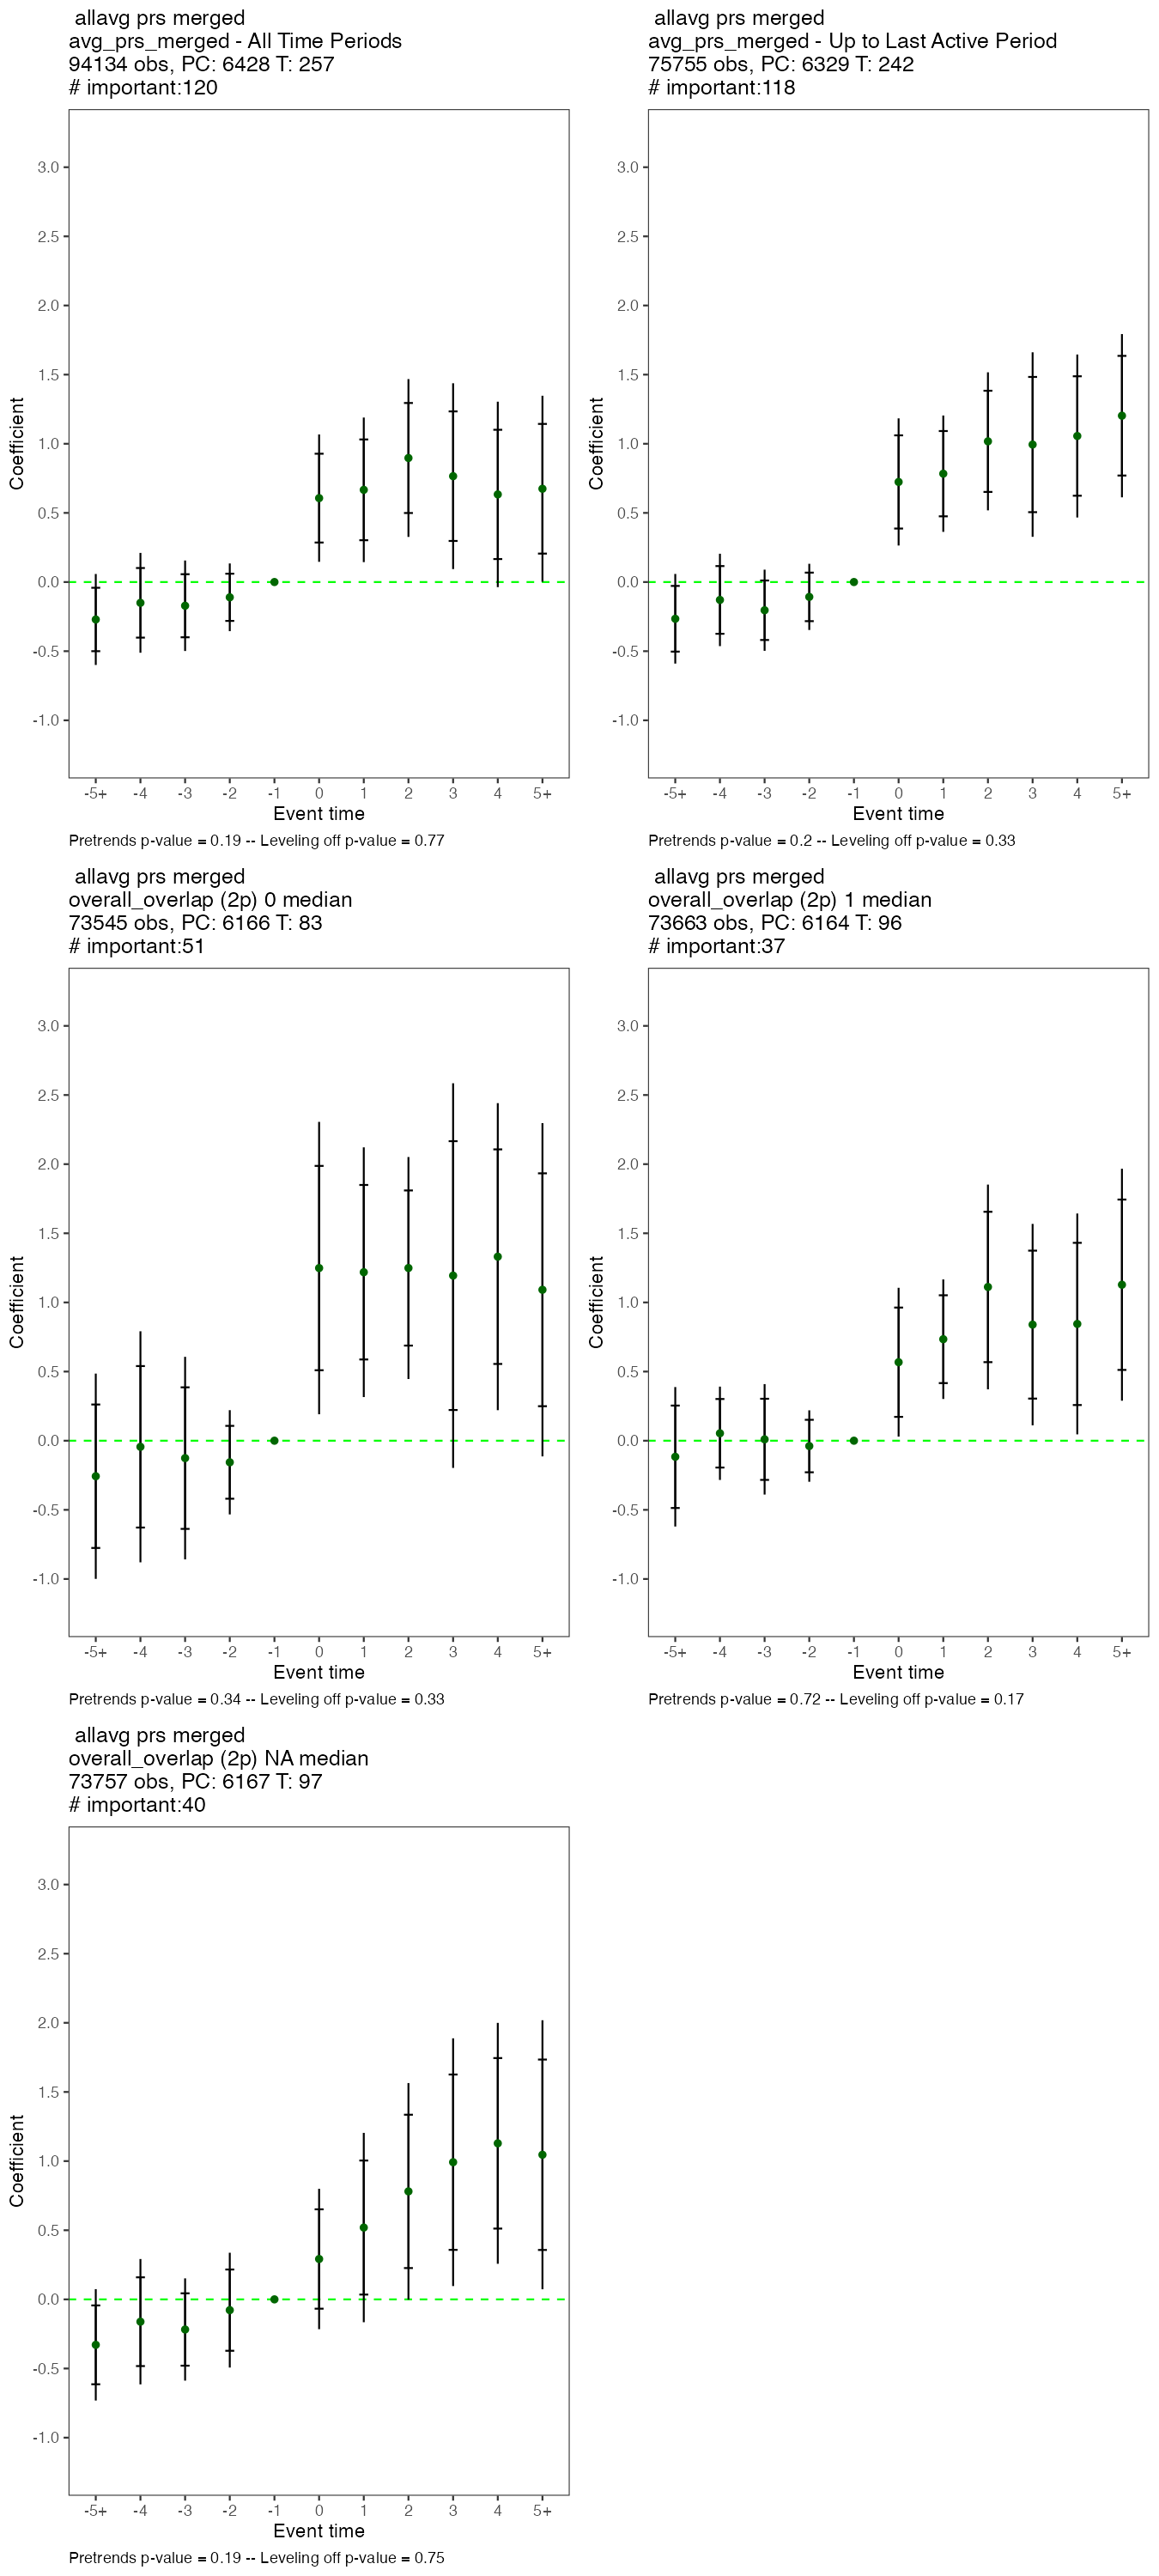 allavg prs merged
avg_prs_merged - All Time Periods
94134 obs, PC: 6428 T: 257
# important:120
3.0
2.5
2.0
1.5
1.0
0.5
0.0
-0.5
-1.0
Coefficient
-5+ -4 -3 -2 -1 0 1 2 3 4 5+
Event time
Pretrends p-value = 0.19 -- Leveling off p-value = 0.77
allavg prs merged
avg_prs_merged - Up to Last Active Period
75755 obs, PC: 6329 T: 242
# important:118
3.0
2.5
2.0
1.5
1.0
0.5
0.0
-0.5
-1.0
Coefficient
-5+ -4 -3 -2 -1 0 1 2 3 4 5+
Event time
Pretrends p-value = 0.2 -- Leveling off p-value = 0.33
allavg prs merged
overall_overlap (2p) 0 median
73545 obs, PC: 6166 T: 83
# important:51
3.0
2.5
2.0
1.5
1.0
0.5
0.0
-0.5
-1.0
Coefficient
-5+ -4 -3 -2 -1 0 1 2 3 4 5+
Event time
Pretrends p-value = 0.34 -- Leveling off p-value = 0.33
allavg prs merged
overall_overlap (2p) 1 median
73663 obs, PC: 6164 T: 96
# important:37
3.0
2.5
2.0
1.5
1.0
0.5
0.0
-0.5
-1.0
Coefficient
-5+ -4 -3 -2 -1 0 1 2 3 4 5+
Event time
Pretrends p-value = 0.72 -- Leveling off p-value = 0.17
allavg prs merged
overall_overlap (2p) NA median
73757 obs, PC: 6167 T: 97
# important:40
3.0
2.5
2.0
1.5
1.0
0.5
0.0
-0.5
-1.0
Coefficient
-5+ -4 -3 -2 -1 0 1 2 3 4 5+
Event time
Pretrends p-value = 0.19 -- Leveling off p-value = 0.75